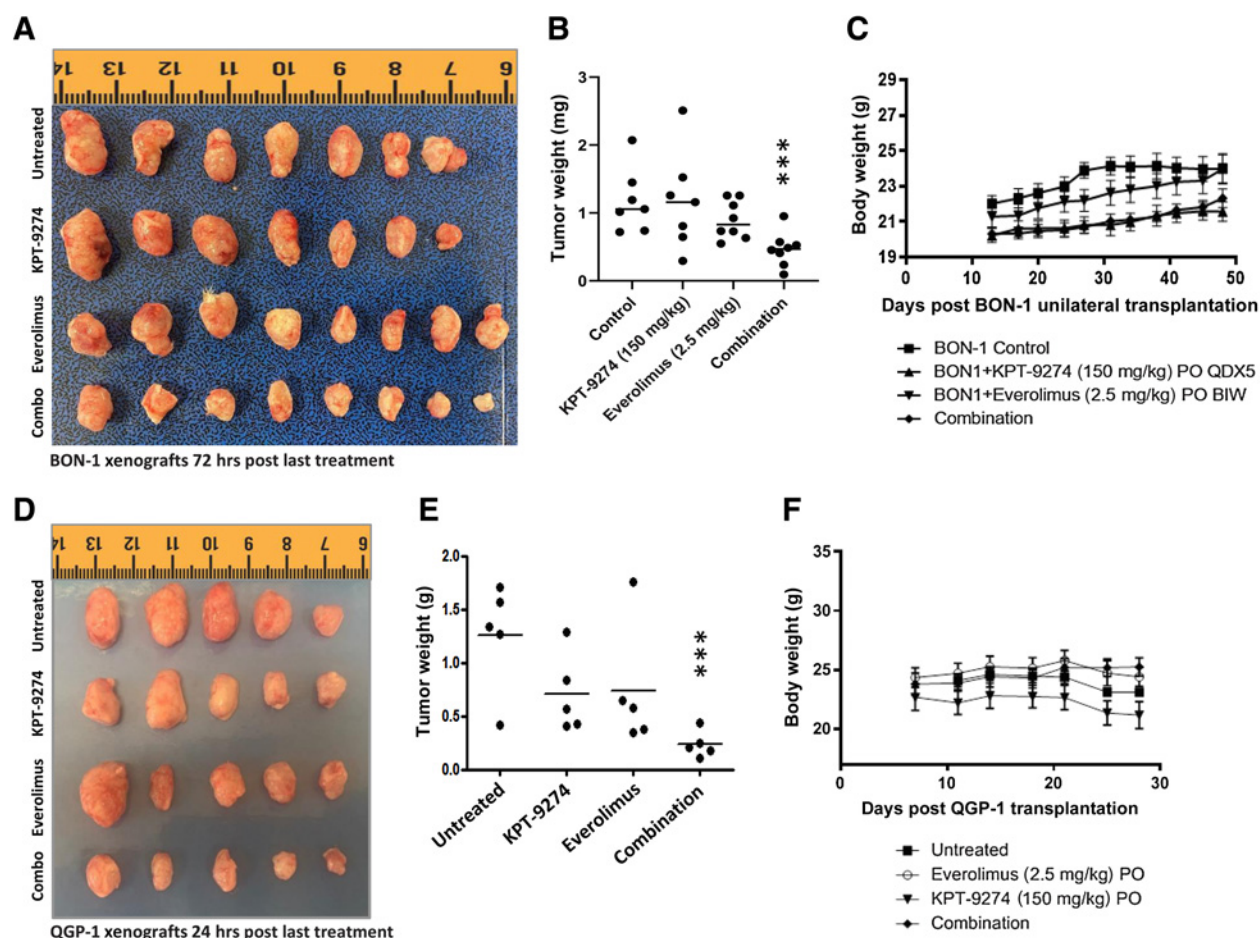 A
14 13 12 11 10 9 8 7 6
Untreated
KPT-9274
Everolimus
Combo
BON-1 xenografts 72 hrs post last treatment
B
Tumor weight (mg)
3
2
1
0
***
Control
KPT-9274 (150 mg/kg)
Everolimus (2.5 mg/kg)
Combination
C
Body weight (g)
29
27
25
23
21
19
0 10 20 30 40 50
Days post BON-1 unilateral transplantation
BON-1 Control
BON1+KPT-9274 (150 mg/kg) PO QDX5
BON1+Everolimus (2.5 mg/kg) PO BIW
Combination
D
14 13 12 11 10 9 8 7 6
Untreated
KPT-9274
Everolimus
Combo
QGP-1 xenografts 24 hrs post last treatment
E
Tumor weight (g)
2.0
1.5
1.0
0.5
0.0
***
Untreated
KPT-9274
Everolimus
Combination
F
Body weight (g)
35
30
25
20
0 10 20 30
Days post QGP-1 transplantation
Untreated
Everolimus (2.5 mg/kg) PO
KPT-9274 (150 mg/kg) PO
Combination